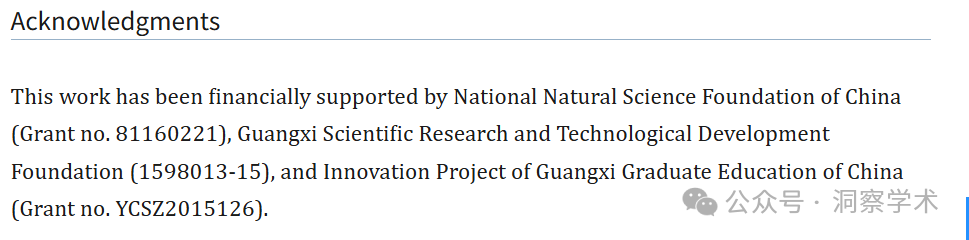 Acknowledgments
This work has been financially supported by National Natural Science Foundation of China
(Grant no. 81160221), Guangxi Scientific Research and Technological Development
Foundation (1598013-15), and Innovation Project of Guangxi Graduate Education of China
(Grant no. YCSZ2015126).
公众号 · 洞察学术